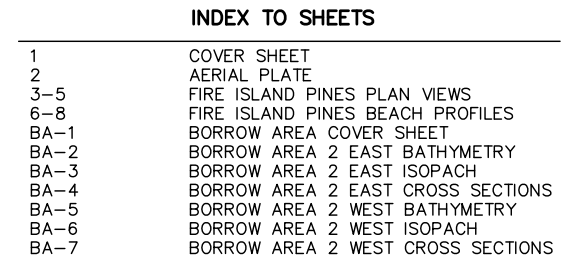 INDEX TO SHEETS
1 COVER SHEET
2 AERIAL PLATE
3-5 FIRE ISLAND PINES PLAN VIEWS
6-8 FIRE ISLAND PINES BEACH PROFILES
BA-1 BORROW AREA COVER SHEET
BA-2 BORROW AREA 2 EAST BATHYMETRY
BA-3 BORROW AREA 2 EAST ISOPACH
BA-4 BORROW AREA 2 EAST CROSS SECTIONS
BA-5 BORROW AREA 2 WEST BATHYMETRY
BA-6 BORROW AREA 2 WEST ISOPACH
BA-7 BORROW AREA 2 WEST CROSS SECTIONS